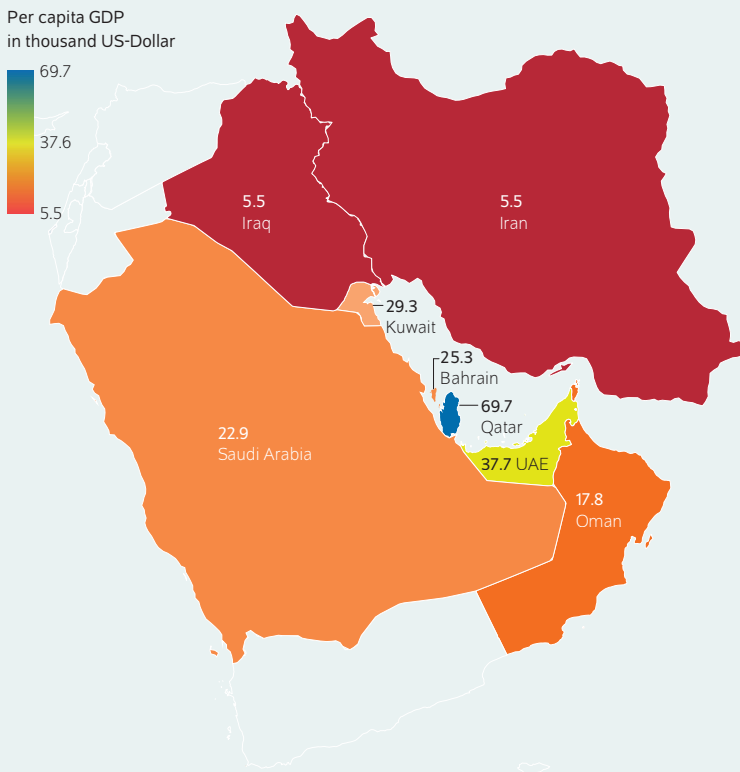 Per capita GDP
in thousand US-Dollar
69.7
37.6
5.5
5.5
Iraq
5.5
Iran
29.3
Kuwait
25.3
Bahrain
69.7
Qatar
22.9
Saudi Arabia
37.7 UAE
17.8
Oman